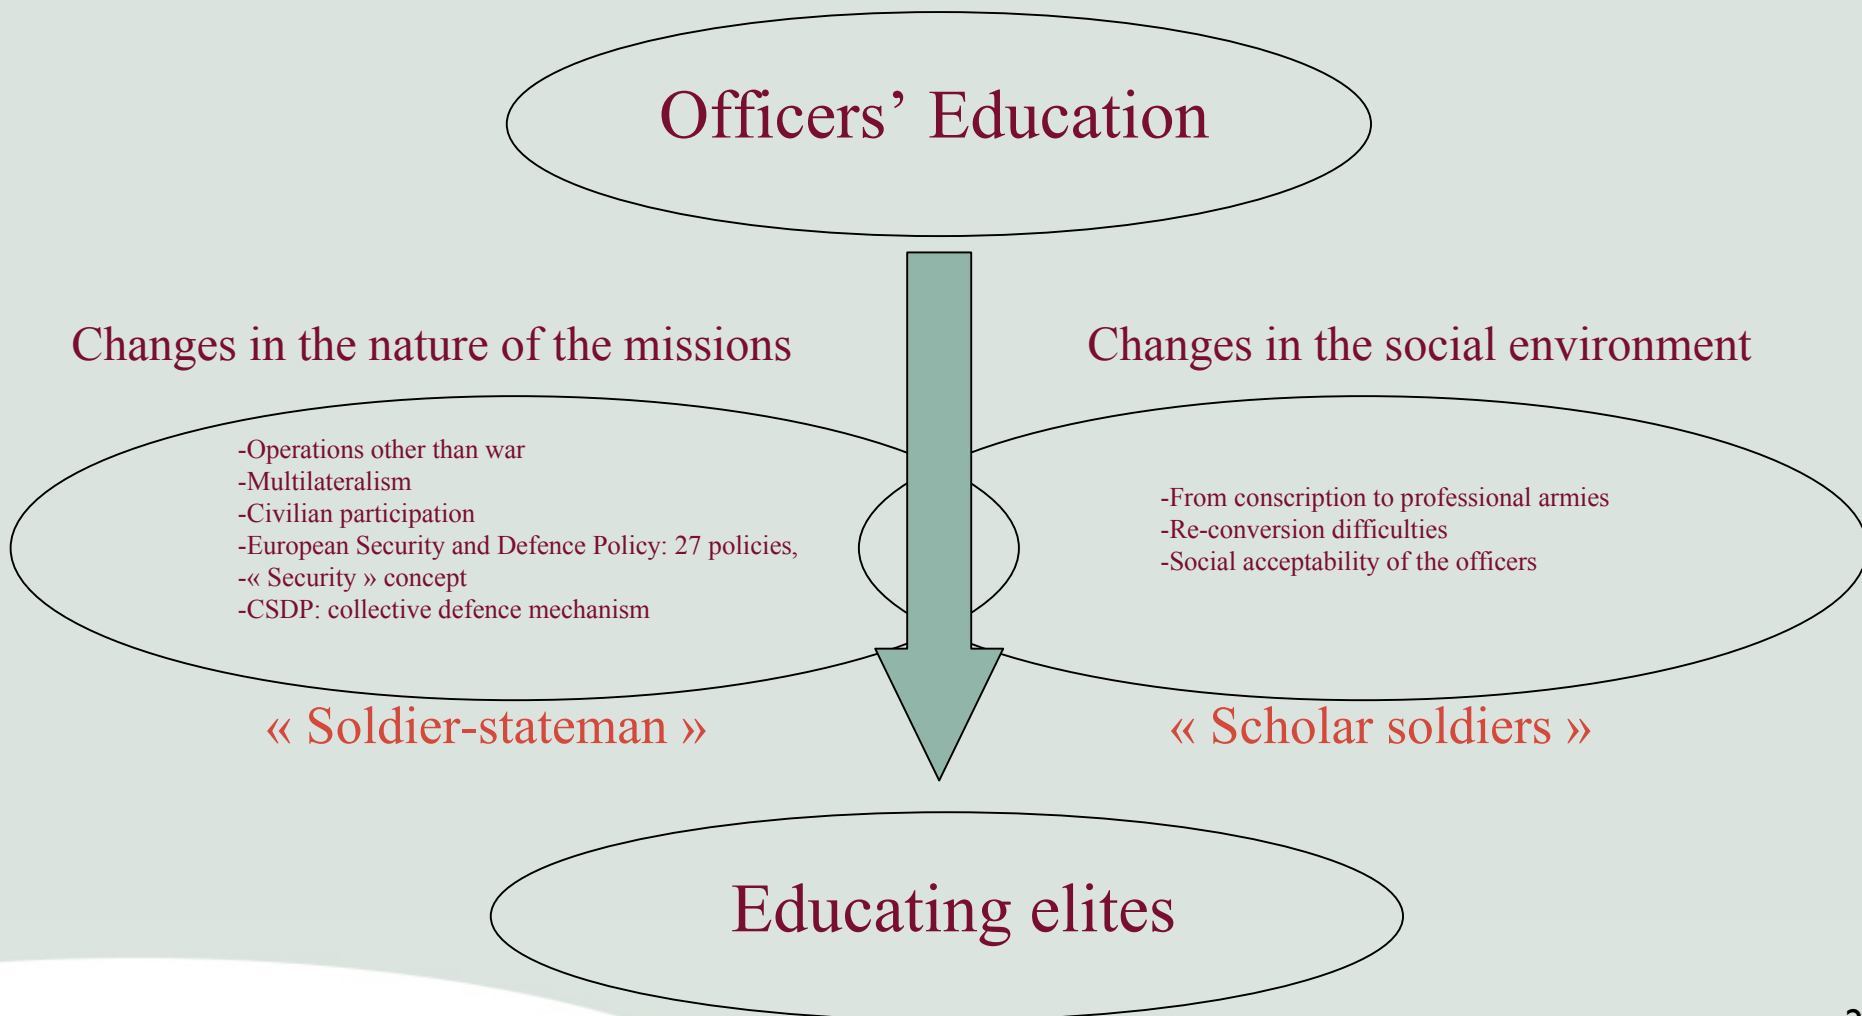 Officers’ Education
Changes in the nature of the missions
Changes in the social environment
-Operations other than war
-Multilateralism
-Civilian participation
-European Security and Defence Policy: 27 policies,
-« Security » concept
-CSDP: collective defence mechanism
-From conscription to professional armies
-Re-conversion difficulties
-Social acceptability of the officers
« Soldier-stateman »
« Scholar soldiers »
Educating elites